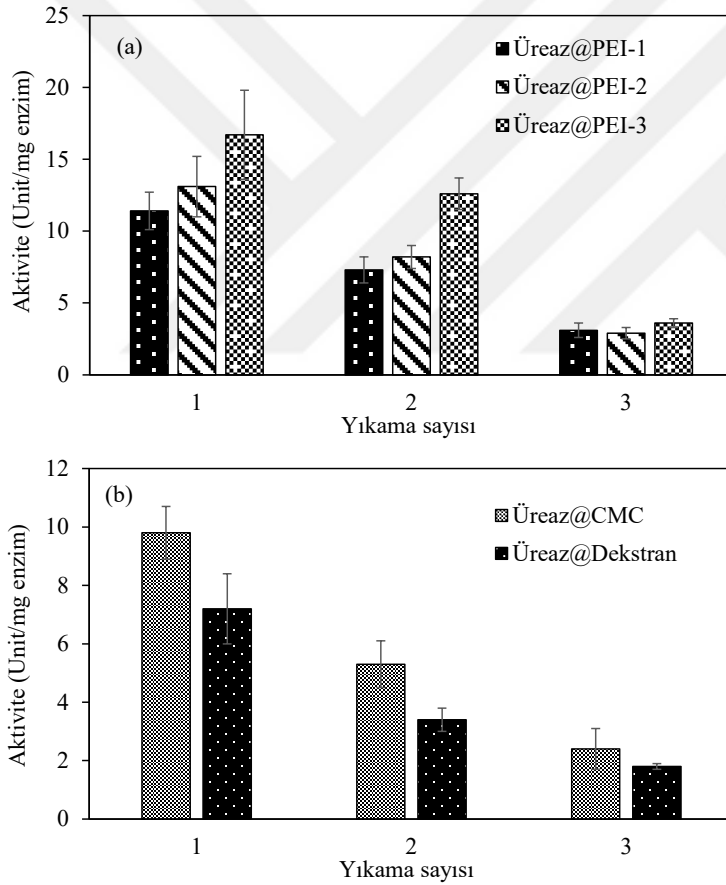 25
20
15
10
5
0
(a)
Üreaz@PEI-1
Üreaz@PEI-2
Üreaz@PEI-3
Aktivite (Unit/mg enzim)
1
2
3
Yıkama sayısı
12
10
8
6
4
2
0
(b)
Üreaz@CMC
Üreaz@Dekstran
Aktivite (Unit/mg enzim)
1
2
3
Yıkama sayısı